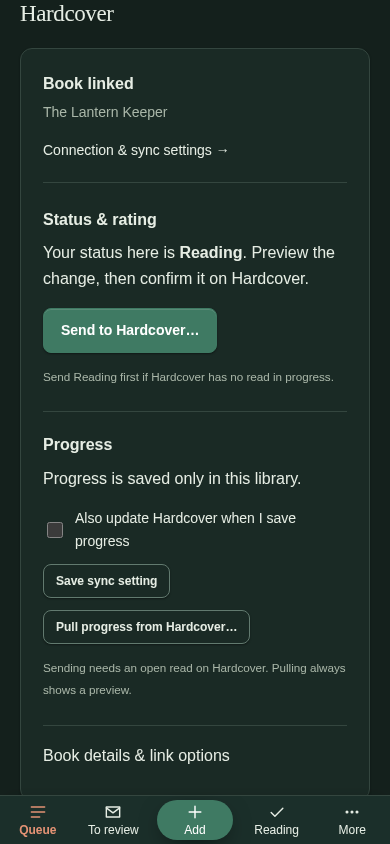 Hardcover
Book linked
The Lantern Keeper
Connection & sync settings →
Status & rating
Your status here is Reading. Preview the
change, then confirm it on Hardcover.
Send to Hardcover…
Send Reading first if Hardcover has no read in progress.
Progress
Progress is saved only in this library.
Also update Hardcover when I save
progress
Save sync setting
Pull progress from Hardcover…
Sending needs an open read on Hardcover. Pulling always
shows a preview.
Book details & link options
Queue
To review
Add
Reading
More